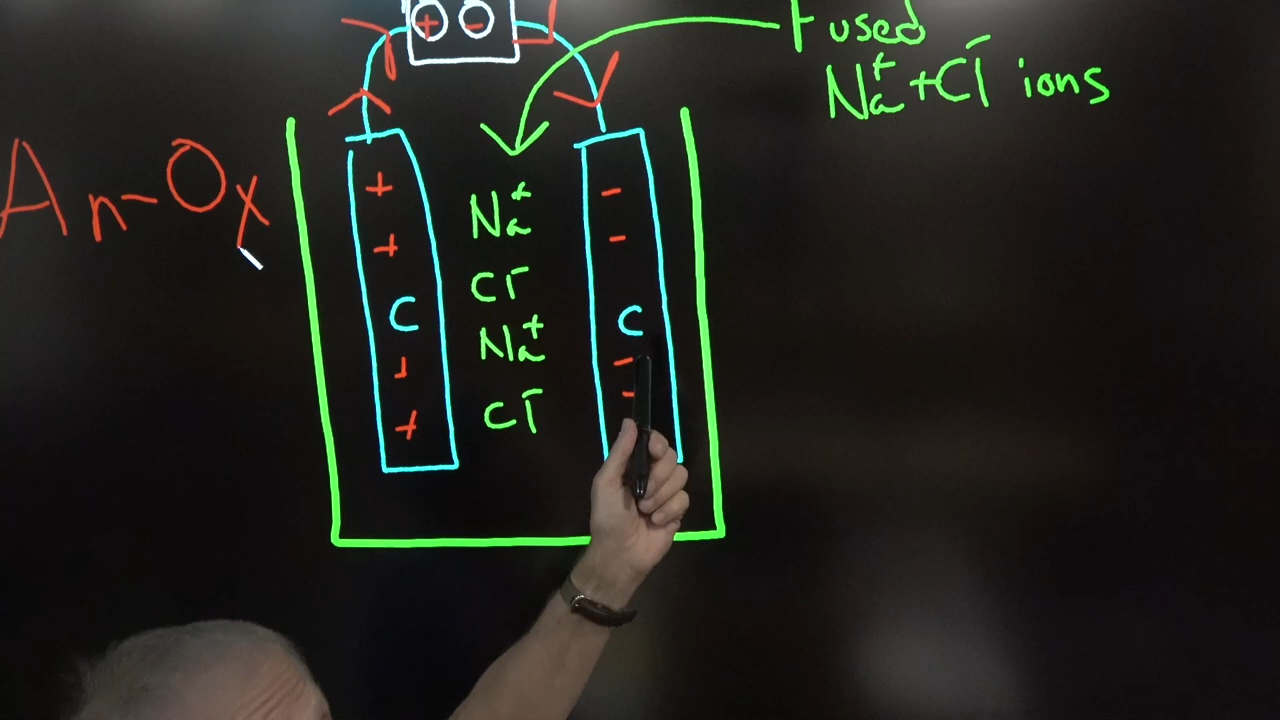 + -
fused
Na⁺+Cl⁻ ions
An-Ox
+ -
+ -
C C
+ -
+ -
Na⁺
Cl⁻
Na⁺
Cl⁻